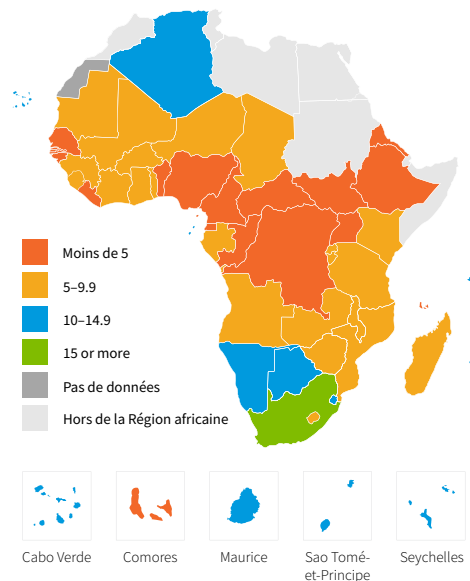 Moins de 5
5–9.9
10–14.9
15 or more
Pas de données
Hors de la Région africaine
Cabo Verde
Comores
Maurice
Sao Tomé-
et-Principe
Seychelles